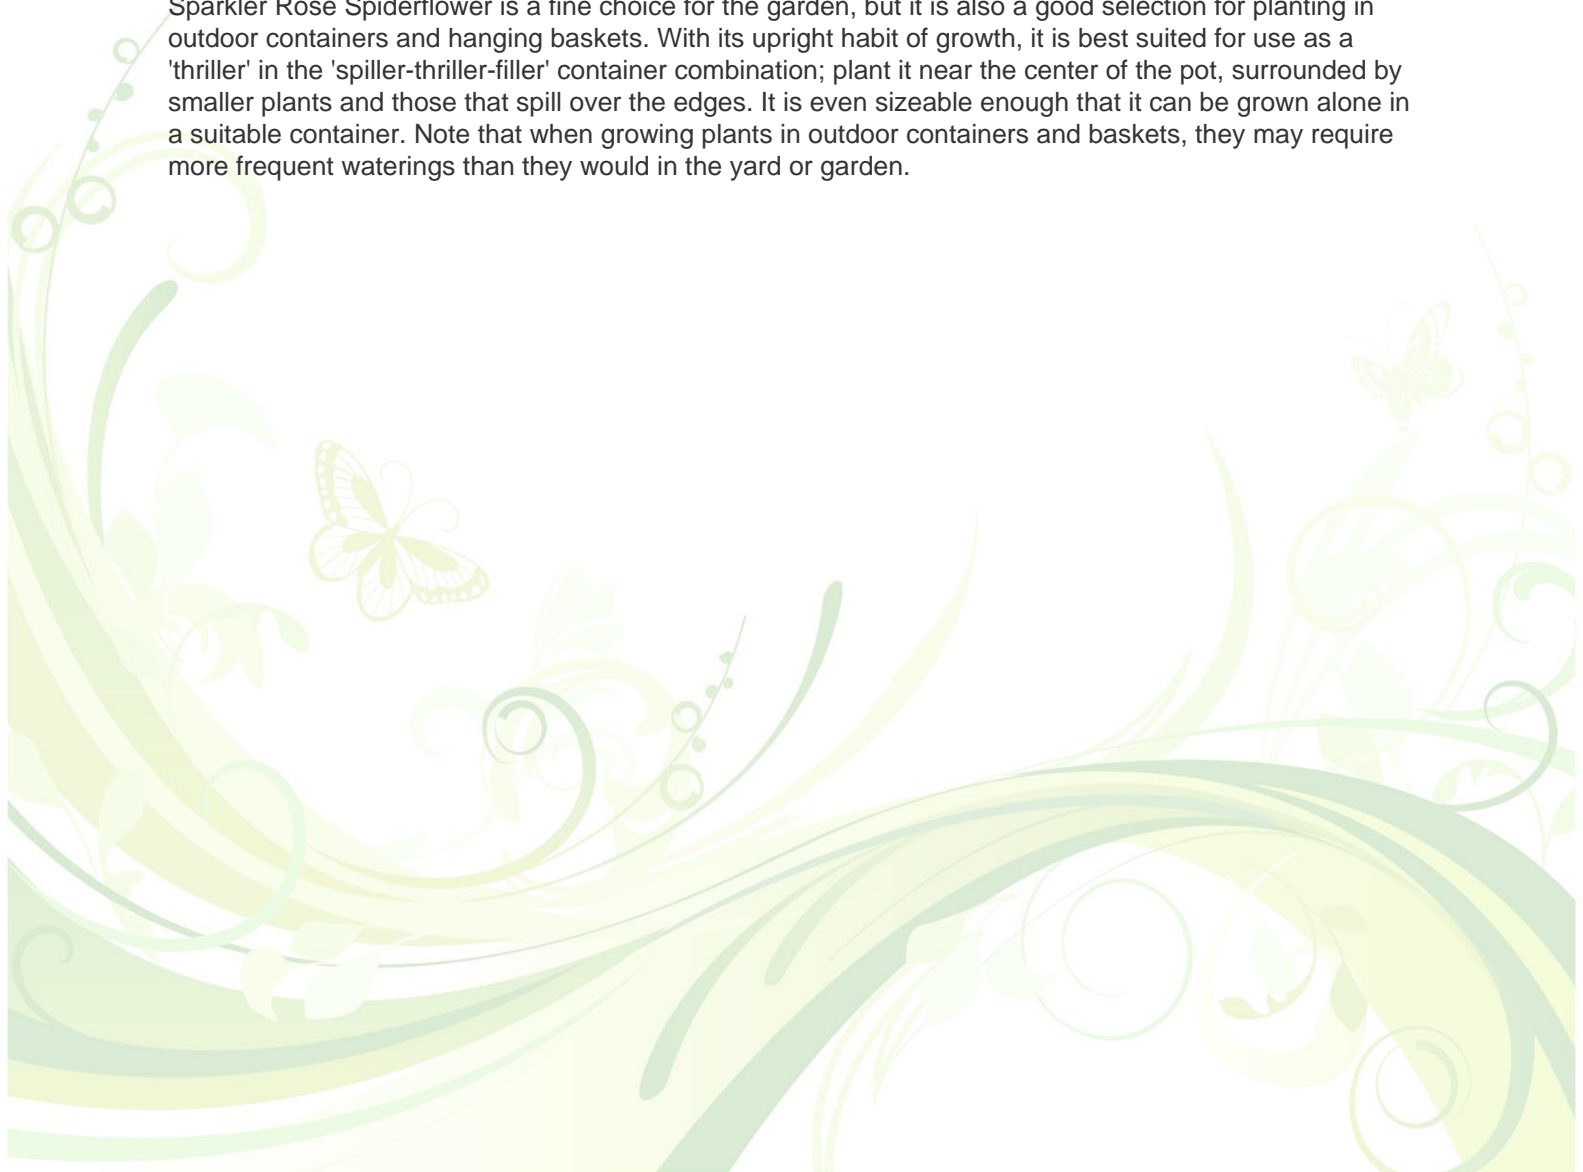 Sparkler Rose Spiderflower is a fine choice for the garden, but it is also a good selection for planting in
outdoor containers and hanging baskets. With its upright habit of growth, it is best suited for use as a
'thriller' in the 'spiller-thriller-filler' container combination; plant it near the center of the pot, surrounded by
smaller plants and those that spill over the edges. It is even sizeable enough that it can be grown alone in
a suitable container. Note that when growing plants in outdoor containers and baskets, they may require
more frequent waterings than they would in the yard or garden.